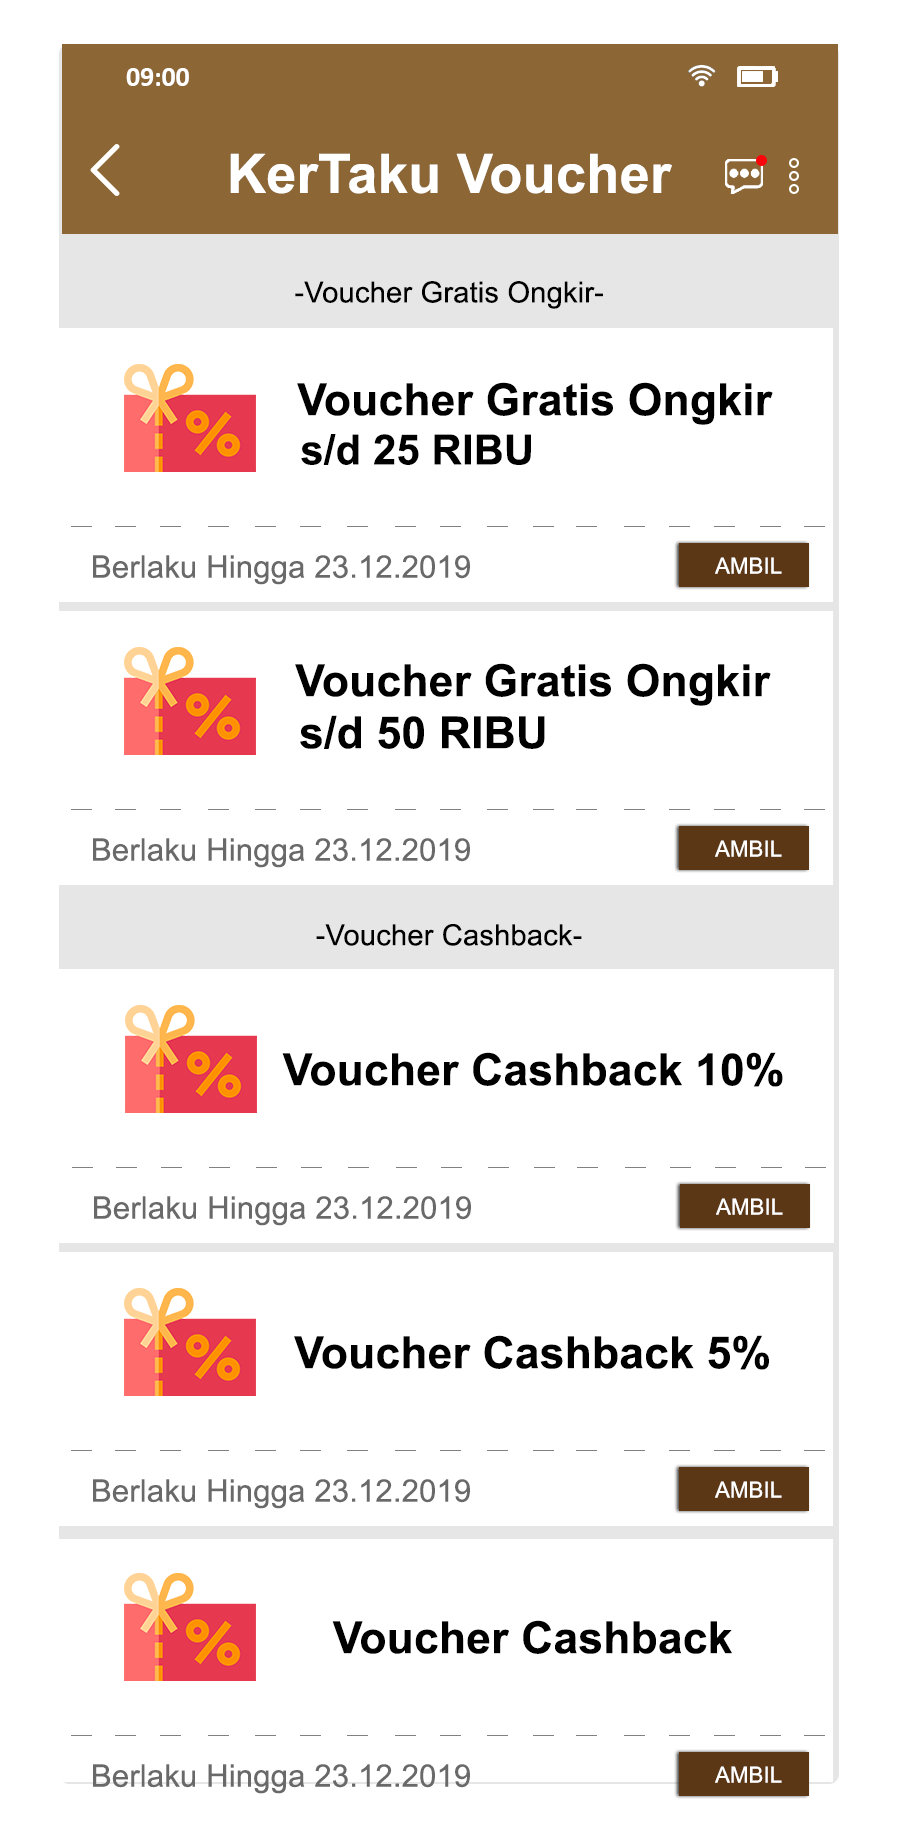 09:00
KerTaku Voucher
-Voucher Gratis Ongkir-
Voucher Gratis Ongkir
s/d 25 RIBU
Berlaku Hingga 23.12.2019
AMBIL
Voucher Gratis Ongkir
s/d 50 RIBU
Berlaku Hingga 23.12.2019
AMBIL
-Voucher Cashback-
Voucher Cashback 10%
Berlaku Hingga 23.12.2019
AMBIL
Voucher Cashback 5%
Berlaku Hingga 23.12.2019
AMBIL
Voucher Cashback
Berlaku Hingga 23.12.2019
AMBIL